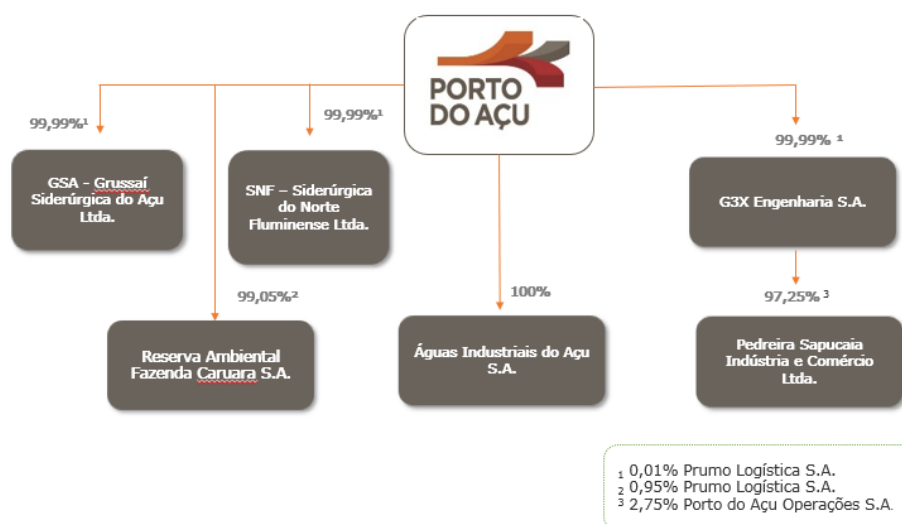 PORTO
DO AÇU
99,99%¹
99,99%¹
99,99% ¹
GSA - Grussaí
Siderúrgica do Açu
Ltda.
SNF – Siderúrgica
do Norte
Fluminense Ltda.
G3X Engenharia S.A.
99,05%²
100%
97,25% ³
Reserva Ambiental
Fazenda Caruara S.A.
Águas Industriais do Açu
S.A.
Pedreira Sapucaia
Indústria e Comércio
Ltda.
1 0,01% Prumo Logística S.A.
2 0,95% Prumo Logística S.A.
³ 2,75% Porto do Açu Operações S.A.